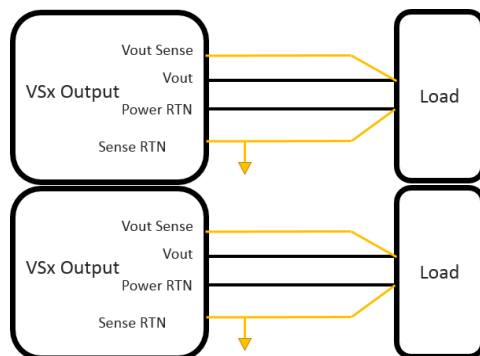 Vout Sense
Vout
VSx Output
Power RTN
Load
Sense RTN
Vout Sense
Vout
VSx Output
Power RTN
Load
Sense RTN